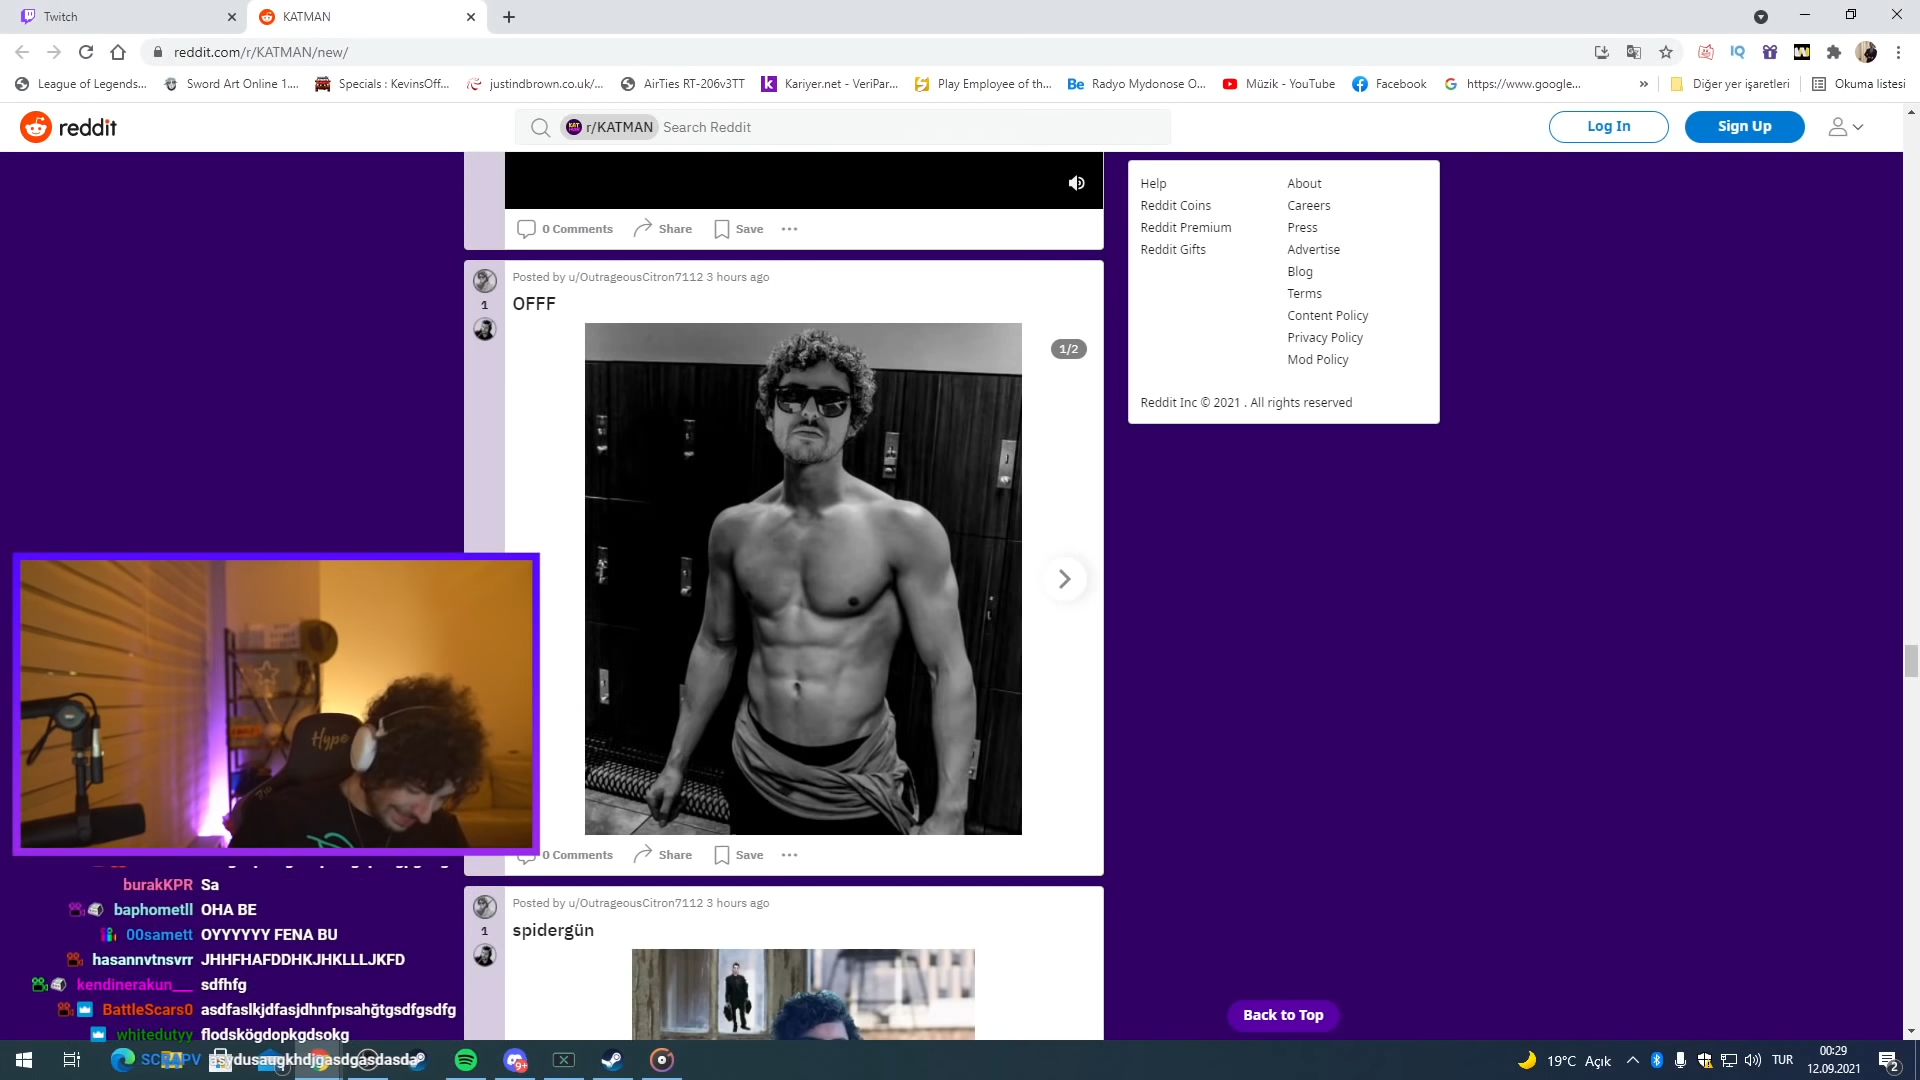 Twitch
KATMAN
reddit.com/r/KATMAN/new/
League of Legends...
Sword Art Online 1....
Specials : KevinsOff...
justindbrown.co.uk/...
AirTies RT-206v3TT
Kariyer.net - VeriPar...
Play Employee of th...
Radyo Mydonose O...
Müzik - YouTube
Facebook
https://www.google...
»
Diğer yer işaretleri
Okuma listesi
reddit
r/KATMAN Search Reddit
Log In
Sign Up
0 Comments Share Save ...
Posted by u/OutrageousCitron7112 3 hours ago
1
OFFF
1/2
0 Comments Share Save ...
Posted by u/OutrageousCitron7112 3 hours ago
1
spidergün
Help
Reddit Coins
Reddit Premium
Reddit Gifts
About
Careers
Press
Advertise
Blog
Terms
Content Policy
Privacy Policy
Mod Policy
Reddit Inc © 2021 . All rights reserved
Back to Top
Hype
burakKPR Sa
baphometll OHA BE
00samett OYYYYYY FENA BU
hasannvtnsvrr JHHFHAFDDHKJHKLLLJKFD
kendinerakun___ sdfhfg
BattleScars0 asdfaslkjdfasjdhnfpısahğtgsdfgsdfg
whitedutyy flodskögdopkgdsokg
9+
19°C Açık
TUR
00:29
12.09.2021
2